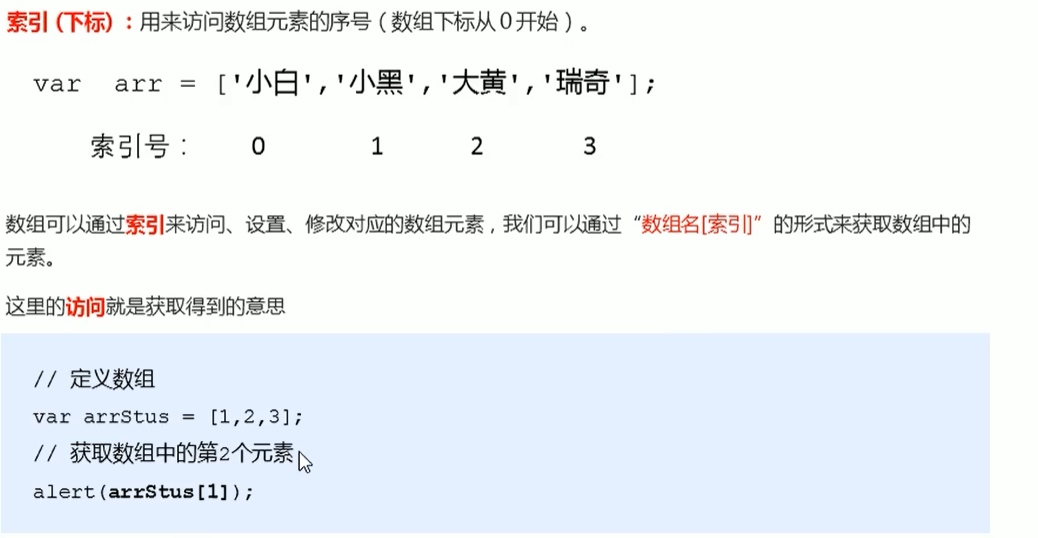 索引 (下标) ：用来访问数组元素的序号（数组下标从０开始）。
var  arr = ['小白','小黑','大黄','瑞奇'];
索引号： 0 1 2 3
数组可以通过索引来访问、设置、修改对应的数组元素，我们可以通过“数组名[索引]”的形式来获取数组中的
元素。
这里的访问就是获取得到的意思
// 定义数组
var arrStus = [1,2,3];
// 获取数组中的第2个元素
alert(arrStus[1]);